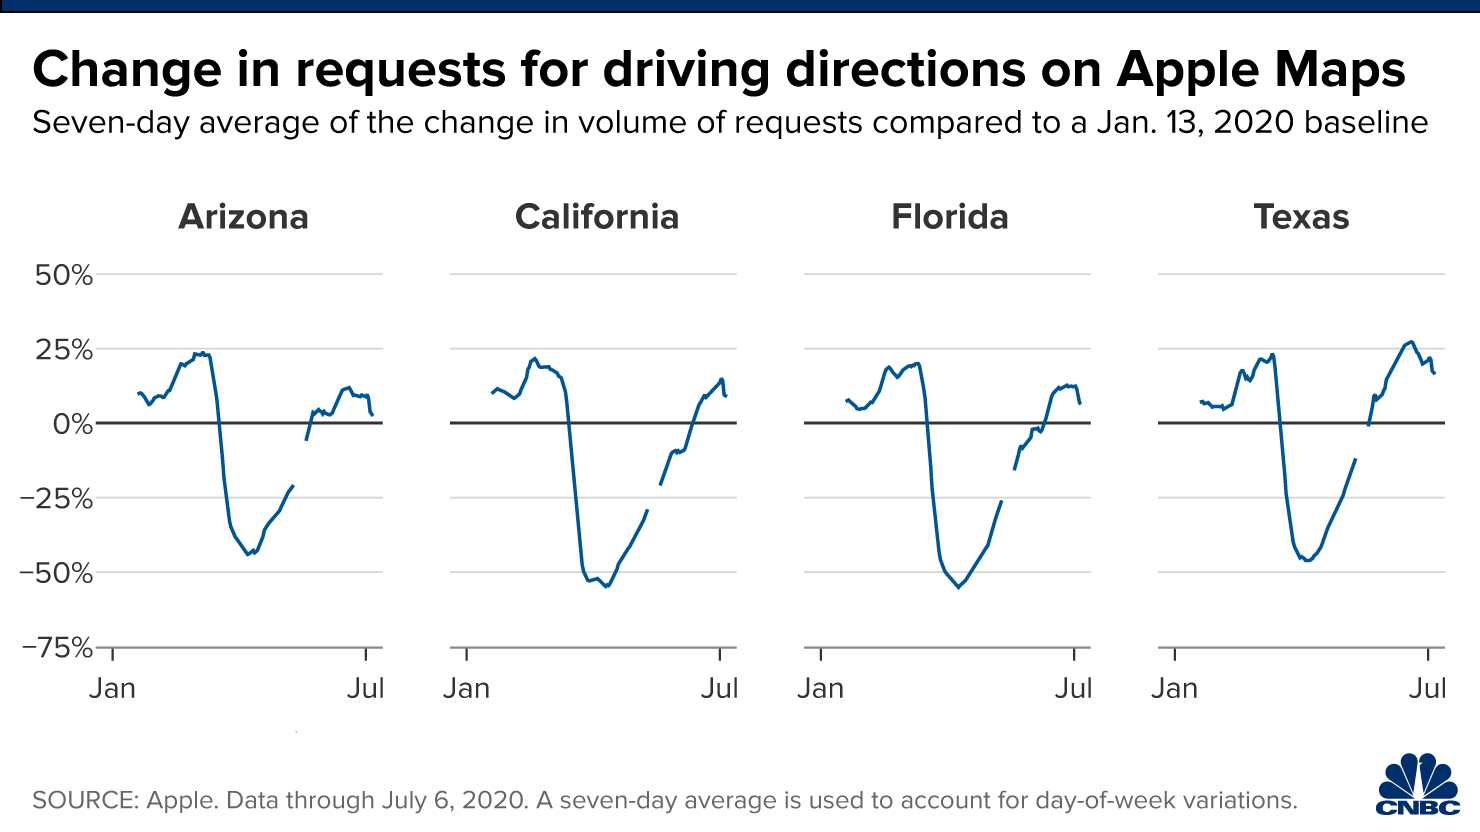 Change in requests for driving directions on Apple Maps
Seven-day average of the change in volume of requests compared to a Jan. 13, 2020 baseline
Arizona California Florida Texas
50%
25%
0%
−25%
−50%
−75%
Jan Jul Jan Jul Jan Jul Jan Jul
SOURCE: Apple. Data through July 6, 2020. A seven-day average is used to account for day-of-week variations.
CNBC